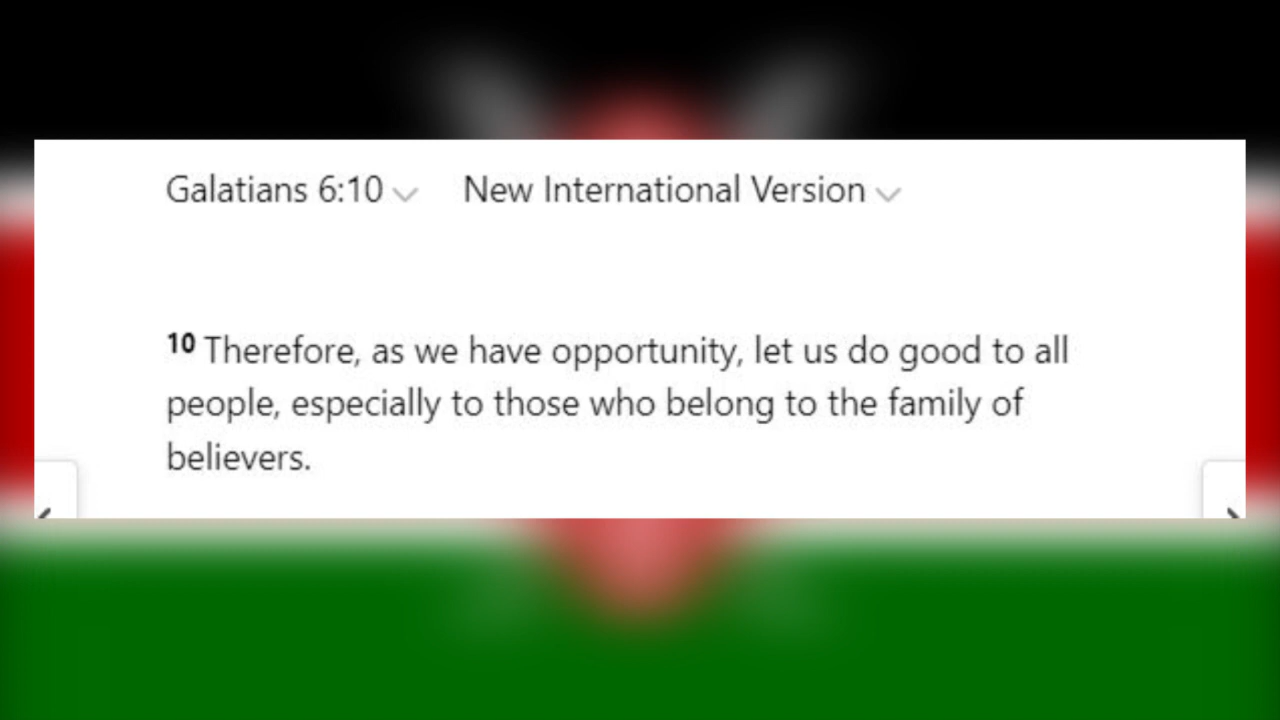 Galatians 6:10 New International Version
10 Therefore, as we have opportunity, let us do good to all
people, especially to those who belong to the family of
believers.